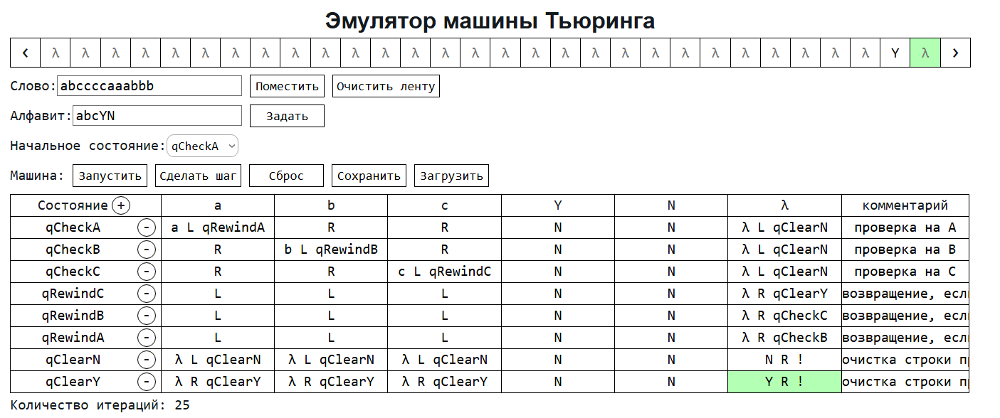 Эмулятор машины Тьюринга
< λ λ λ λ λ λ λ λ λ λ λ λ λ λ λ λ λ λ λ λ λ λ λ λ λ λ λ λ Y λ >
Слово: abccccaaabbb Поместить Очистить ленту
Алфавит: abcYN Задать
Начальное состояние: qCheckA
Машина: Запустить Сделать шаг Сброс Сохранить Загрузить
Состояние + a b c Y N λ комментарий
qCheckA - a L qRewindA R R N N λ L qClearN проверка на A
qCheckB - R b L qRewindB R N N λ L qClearN проверка на B
qCheckC - R R c L qRewindC N N λ L qClearN проверка на C
qRewindC - L L L N N λ R qClearY возвращение, есл
qRewindB - L L L N N λ R qCheckC возвращение, есл
qRewindA - L L L N N λ R qCheckB возвращение, есл
qClearN - λ L qClearN λ L qClearN λ L qClearN N N N R ! очистка строки п
qClearY - λ R qClearY λ R qClearY λ R qClearY N N Y R ! очистка строки п
Количество итераций: 25